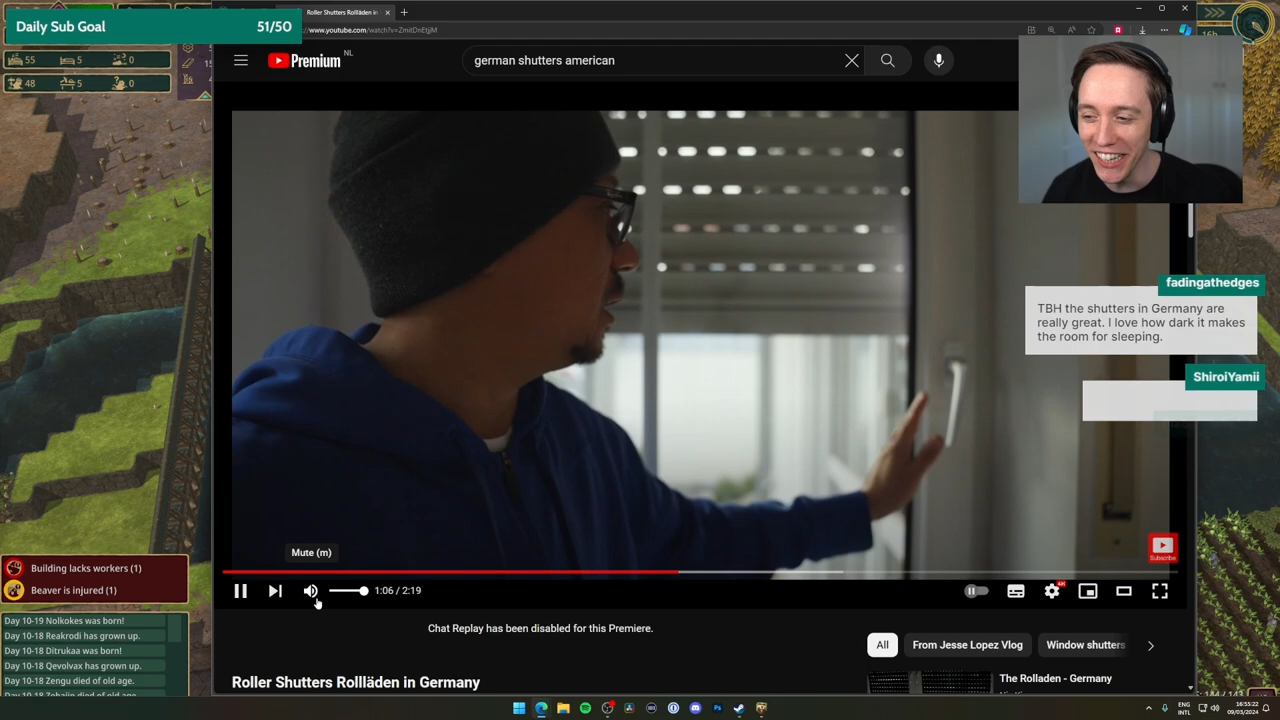 Daily Sub Goal 51/50
Roller Shutters Rollläden in
www.youtube.com/watch?v=ZmitDnEtjjM
16h
55 5 0
48 5 0
Premium NL
german shutters american
fadingathedges
TBH the shutters in Germany are
really great. I love how dark it makes
the room for sleeping.
ShiroiYamii
Subscribe
Mute (m)
1:06 / 2:19
Building lacks workers (1)
Beaver is injured (1)
Day 10-19 Nolkokes was born!
Day 10-18 Reakrodi has grown up.
Day 10-18 Ditrukaa was born!
Day 10-18 Qevolvax has grown up.
Day 10-18 Zengu died of old age.
Chat Replay has been disabled for this Premiere.
All
From Jesse Lopez Vlog
Window shutters
Roller Shutters Rollläden in Germany
The Rolladen - Germany
ENG
INTL
16:55:22
09/03/2024